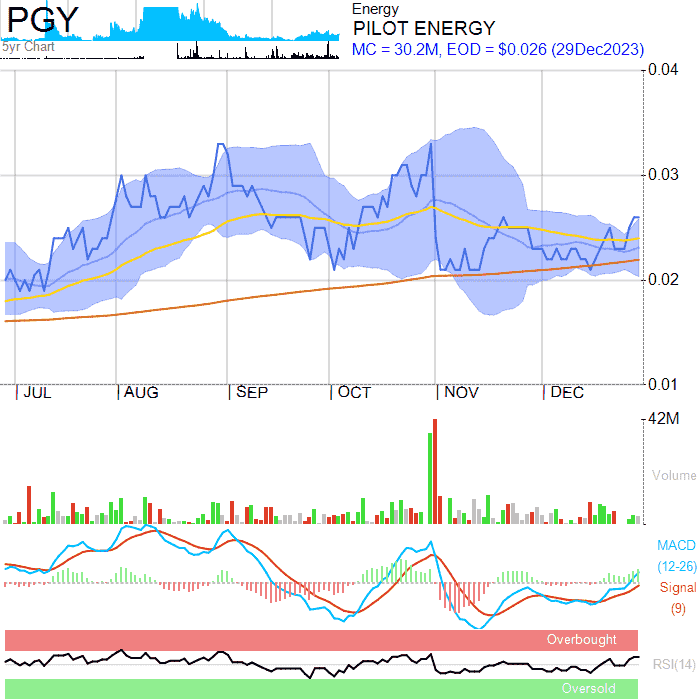 PGY
5yr Chart
Energy
PILOT ENERGY
MC = 30.2M, EOD = $0.026 (29Dec2023)
0.04
0.03
0.02
0.01
JUL AUG SEP OCT NOV DEC
42M
Volume
MACD
(12-26)
Signal
(9)
Overbought
RSI(14)
Oversold